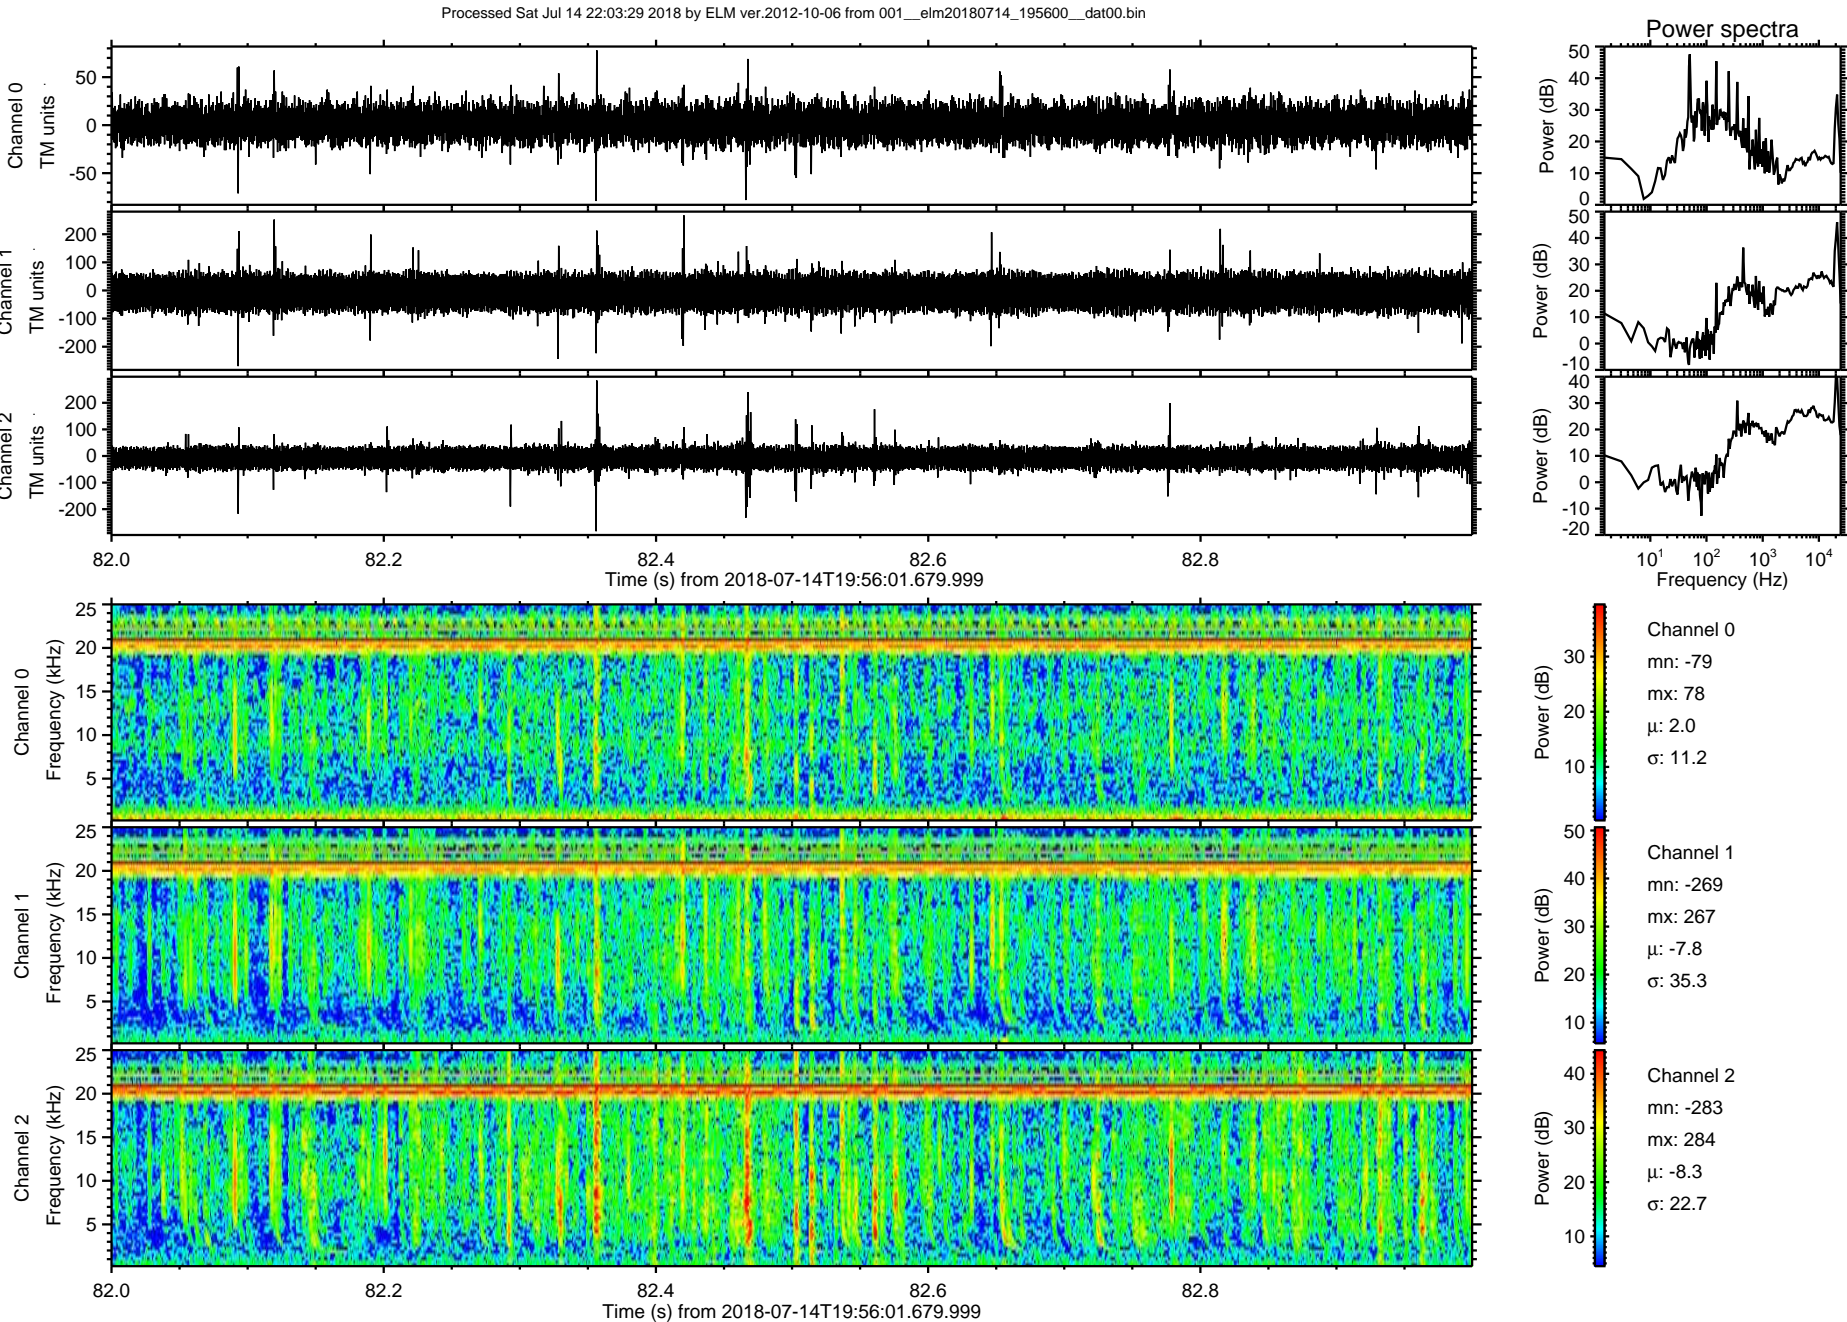 Processed Sat Jul 14 22:03:29 2018 by ELM ver.2012-10-06 from 001__elm20180714_195600__dat00.bin
Power spectra
Channel 0
TM units
50
0
-50
Power (dB)
50
40
30
20
10
0
Channel 1
TM units
200
100
0
-100
-200
Power (dB)
50
40
30
20
10
0
-10
Channel 2
TM units
200
100
0
-100
-200
Power (dB)
40
30
20
10
0
-10
-20
82.0 82.2 82.4 82.6 82.8
Time (s) from 2018-07-14T19:56:01.679.999
10^1 10^2 10^3 10^4
Frequency (Hz)
Channel 0
Frequency (kHz)
25
20
15
10
5
Power (dB)
30
20
10
Channel 0
mn: -79
mx: 78
μ: 2.0
σ: 11.2
Channel 1
Frequency (kHz)
25
20
15
10
5
Power (dB)
50
40
30
20
10
Channel 1
mn: -269
mx: 267
μ: -7.8
σ: 35.3
Channel 2
Frequency (kHz)
25
20
15
10
5
Power (dB)
40
30
20
10
Channel 2
mn: -283
mx: 284
μ: -8.3
σ: 22.7
82.0 82.2 82.4 82.6 82.8
Time (s) from 2018-07-14T19:56:01.679.999